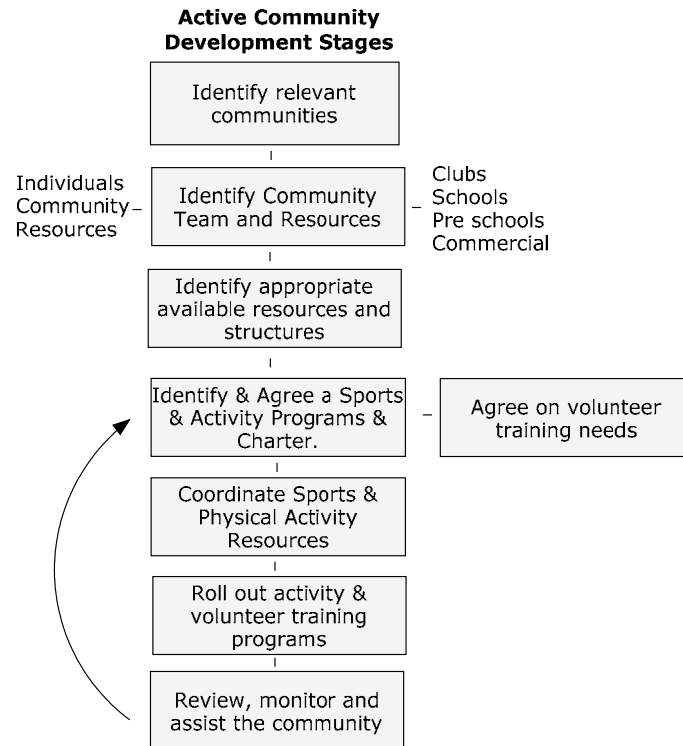 Active Community
Development Stages
Identify relevant
communities
Individuals
Community
Resources
Identify Community
Team and Resources
Clubs
Schools
Pre schools
Commercial
Identify appropriate
available resources and
structures
Identify & Agree a Sports
& Activity Programs &
Charter.
Agree on volunteer
training needs
Coordinate Sports &
Physical Activity
Resources
Roll out activity &
volunteer training
programs
Review, monitor and
assist the community